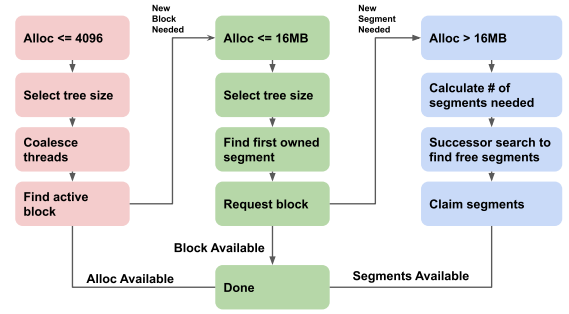 Alloc <= 4096
Select tree size
Coalesce
threads
Find active
block
New
Block
Needed
Alloc <= 16MB
Select tree size
Find first owned
segment
Request block
New
Segment
Needed
Alloc > 16MB
Calculate # of
segments needed
Successor search to
find free segments
Claim segments
Block Available
Alloc Available
Segments Available
Done